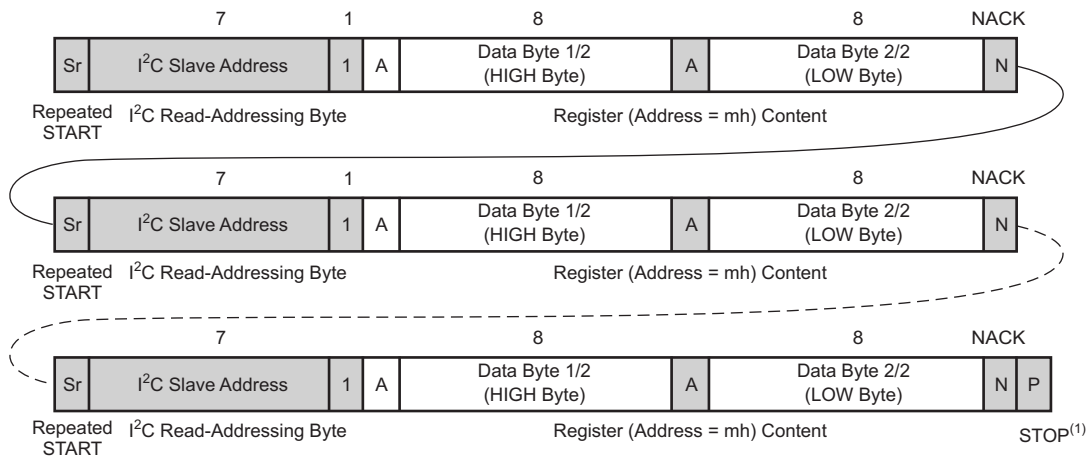 7 1 8 8 NACK
Sr I²C Slave Address 1 A Data Byte 1/2 (HIGH Byte) A Data Byte 2/2 (LOW Byte) N
Repeated START I²C Read-Addressing Byte Register (Address = mh) Content
7 1 8 8 NACK
Sr I²C Slave Address 1 A Data Byte 1/2 (HIGH Byte) A Data Byte 2/2 (LOW Byte) N
Repeated START I²C Read-Addressing Byte Register (Address = mh) Content
7 1 8 8 NACK
Sr I²C Slave Address 1 A Data Byte 1/2 (HIGH Byte) A Data Byte 2/2 (LOW Byte) N P
Repeated START I²C Read-Addressing Byte Register (Address = mh) Content STOP⁽¹⁾